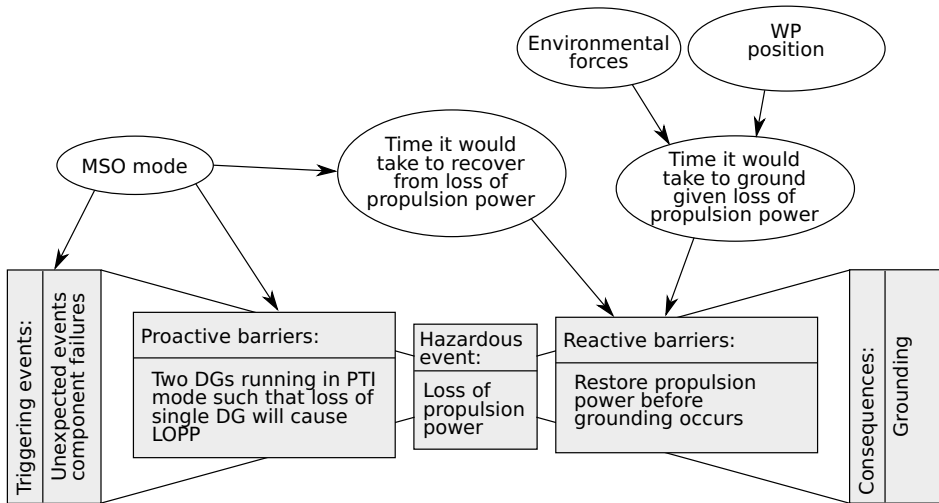 Environmental
forces
WP
position
MSO mode
Time it would
take to recover
from loss of
propulsion power
Time it would
take to ground
given loss of
propulsion power
Triggering events:
Unexpected events
component failures
Proactive barriers:
Two DGs running in PTI
mode such that loss of
single DG will cause
LOPP
Hazardous
event:
Loss of
propulsion
power
Reactive barriers:
Restore propulsion
power before
grounding occurs
Consequences:
Grounding